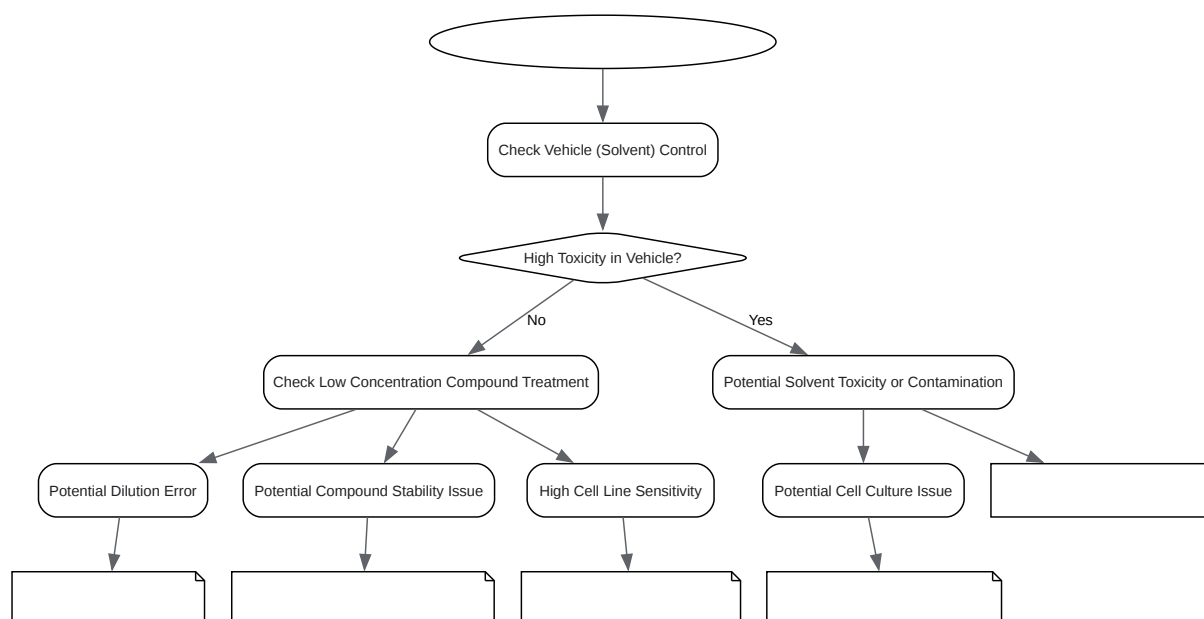 Check Vehicle (Solvent) Control
High Toxicity in Vehicle?
No
Yes
Check Low Concentration Compound Treatment
Potential Solvent Toxicity or Contamination
Potential Dilution Error
Potential Compound Stability Issue
High Cell Line Sensitivity
Potential Cell Culture Issue